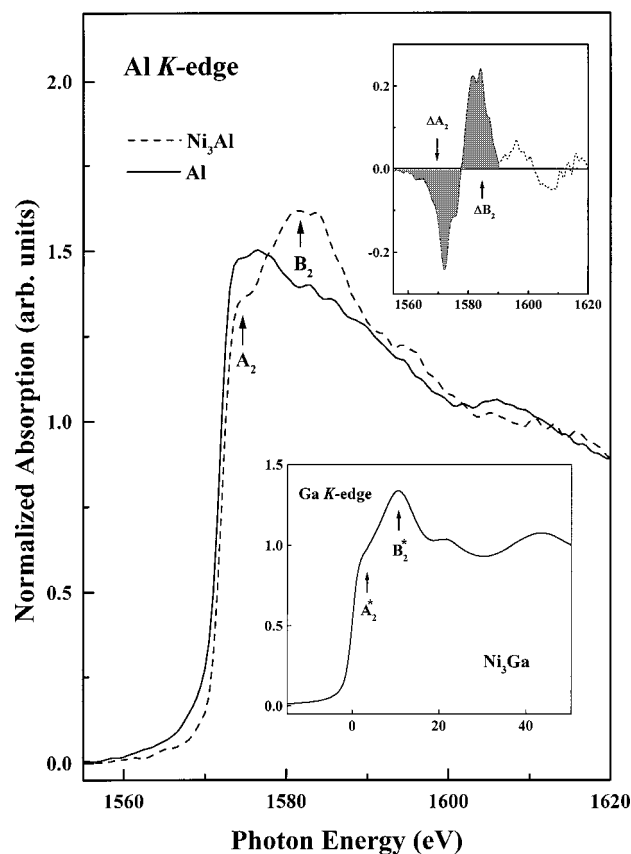 Al K-edge
Ni₃Al
Al
2.0
1.5
1.0
0.5
0.0
1560
1580
1600
1620
Normalized Absorption (arb. units)
Photon Energy (eV)
A₂
B₂
0.2
0.0
-0.2
1560
1580
1600
1620
ΔA₂
ΔB₂
Ga K-edge
1.5
1.0
0.5
0.0
0
20
40
B₂*
A₂*
Ni₃Ga